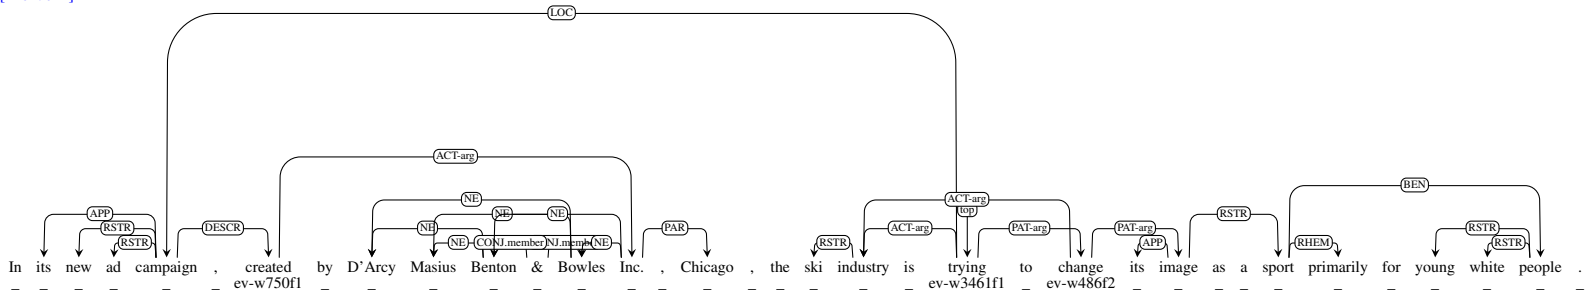 LOC
ACT-arg
BEN
NE ACT-arg
top
APP NE NE RSTR
RSTR DESCR NE PAR ACT-arg PAT-arg PAT-arg RSTR
RSTR NE CONJ.member NE RSTR APP RHEM RSTR
In its new ad campaign , created by D'Arcy Masius Benton & Bowles Inc. , Chicago , the ski industry is trying to change its image as a sport primarily for young white people .
_ _ _ _ _ _ ev-w750f1 _ _ _ _ _ _ _ _ _ _ _ _ _ _ ev-w3461f1 _ ev-w486f2 _ _ _ _ _ _ _ _ _ _ _